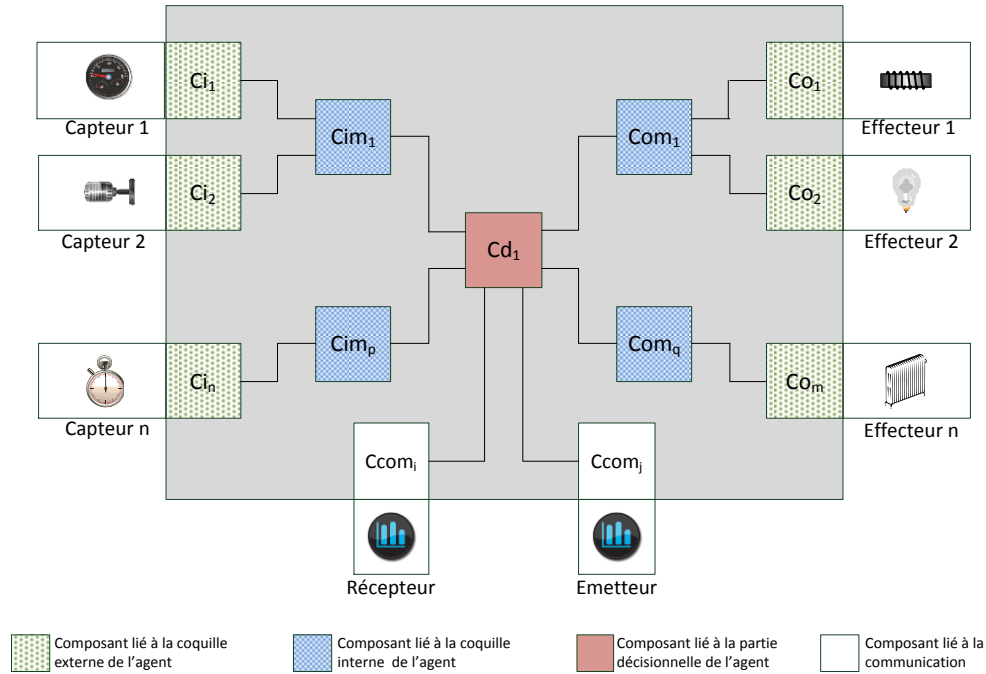 Ci₁
Co₁
Capteur 1
Cim₁
Com₁
Effecteur 1
Ci₂
Co₂
Capteur 2
Cd₁
Effecteur 2
Cimₚ
Com_q
Ciₙ
Coₘ
Capteur n
Effecteur n
Ccomᵢ
Ccomⱼ
Récepteur
Emetteur
Composant lié à la coquille
externe de l'agent
Composant lié à la coquille
interne de l'agent
Composant lié à la partie
décisionnelle de l'agent
Composant lié à la
communication